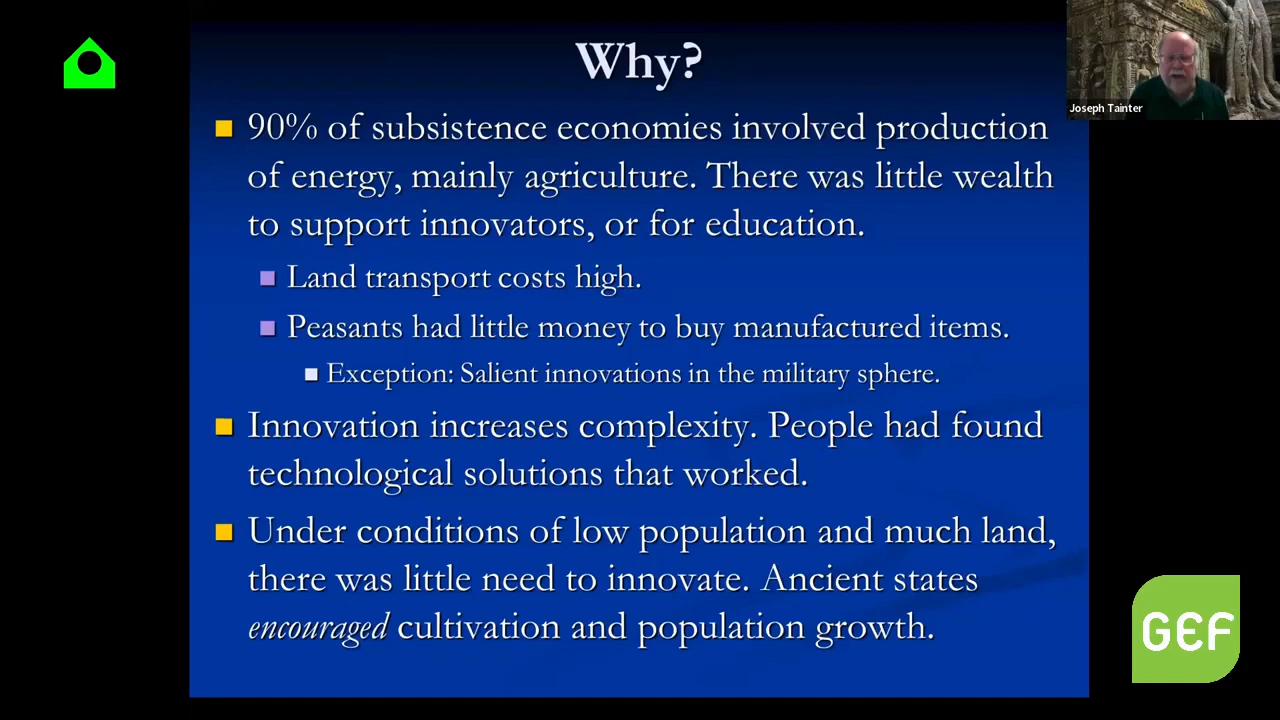 Why?
90% of subsistence economies involved production
of energy, mainly agriculture. There was little wealth
to support innovators, or for education.
Land transport costs high.
Peasants had little money to buy manufactured items.
Exception: Salient innovations in the military sphere.
Innovation increases complexity. People had found
technological solutions that worked.
Under conditions of low population and much land,
there was little need to innovate. Ancient states
encouraged cultivation and population growth.
Joseph Tainter
GEF